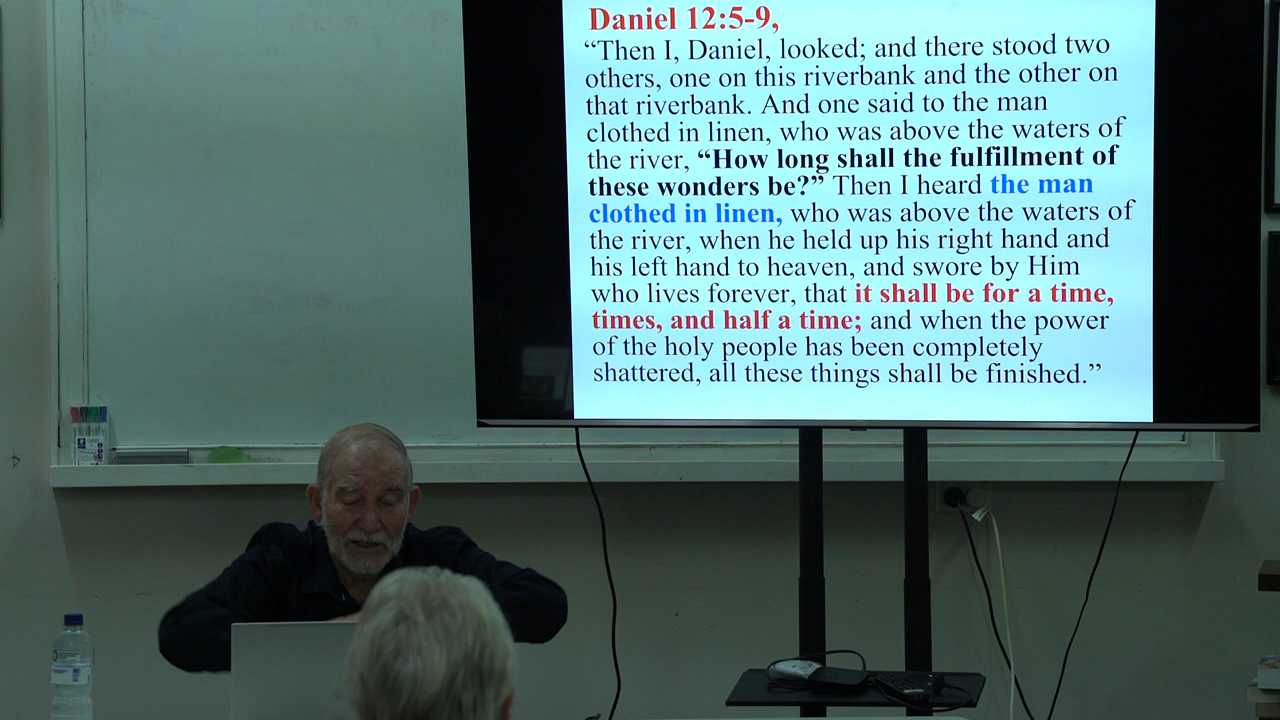 Daniel 12:5-9,
“Then I, Daniel, looked; and there stood two
others, one on this riverbank and the other on
that riverbank. And one said to the man
clothed in linen, who was above the waters of
the river, “How long shall the fulfillment of
these wonders be?” Then I heard the man
clothed in linen, who was above the waters of
the river, when he held up his right hand and
his left hand to heaven, and swore by Him
who lives forever, that it shall be for a time,
times, and half a time; and when the power
of the holy people has been completely
shattered, all these things shall be finished.”